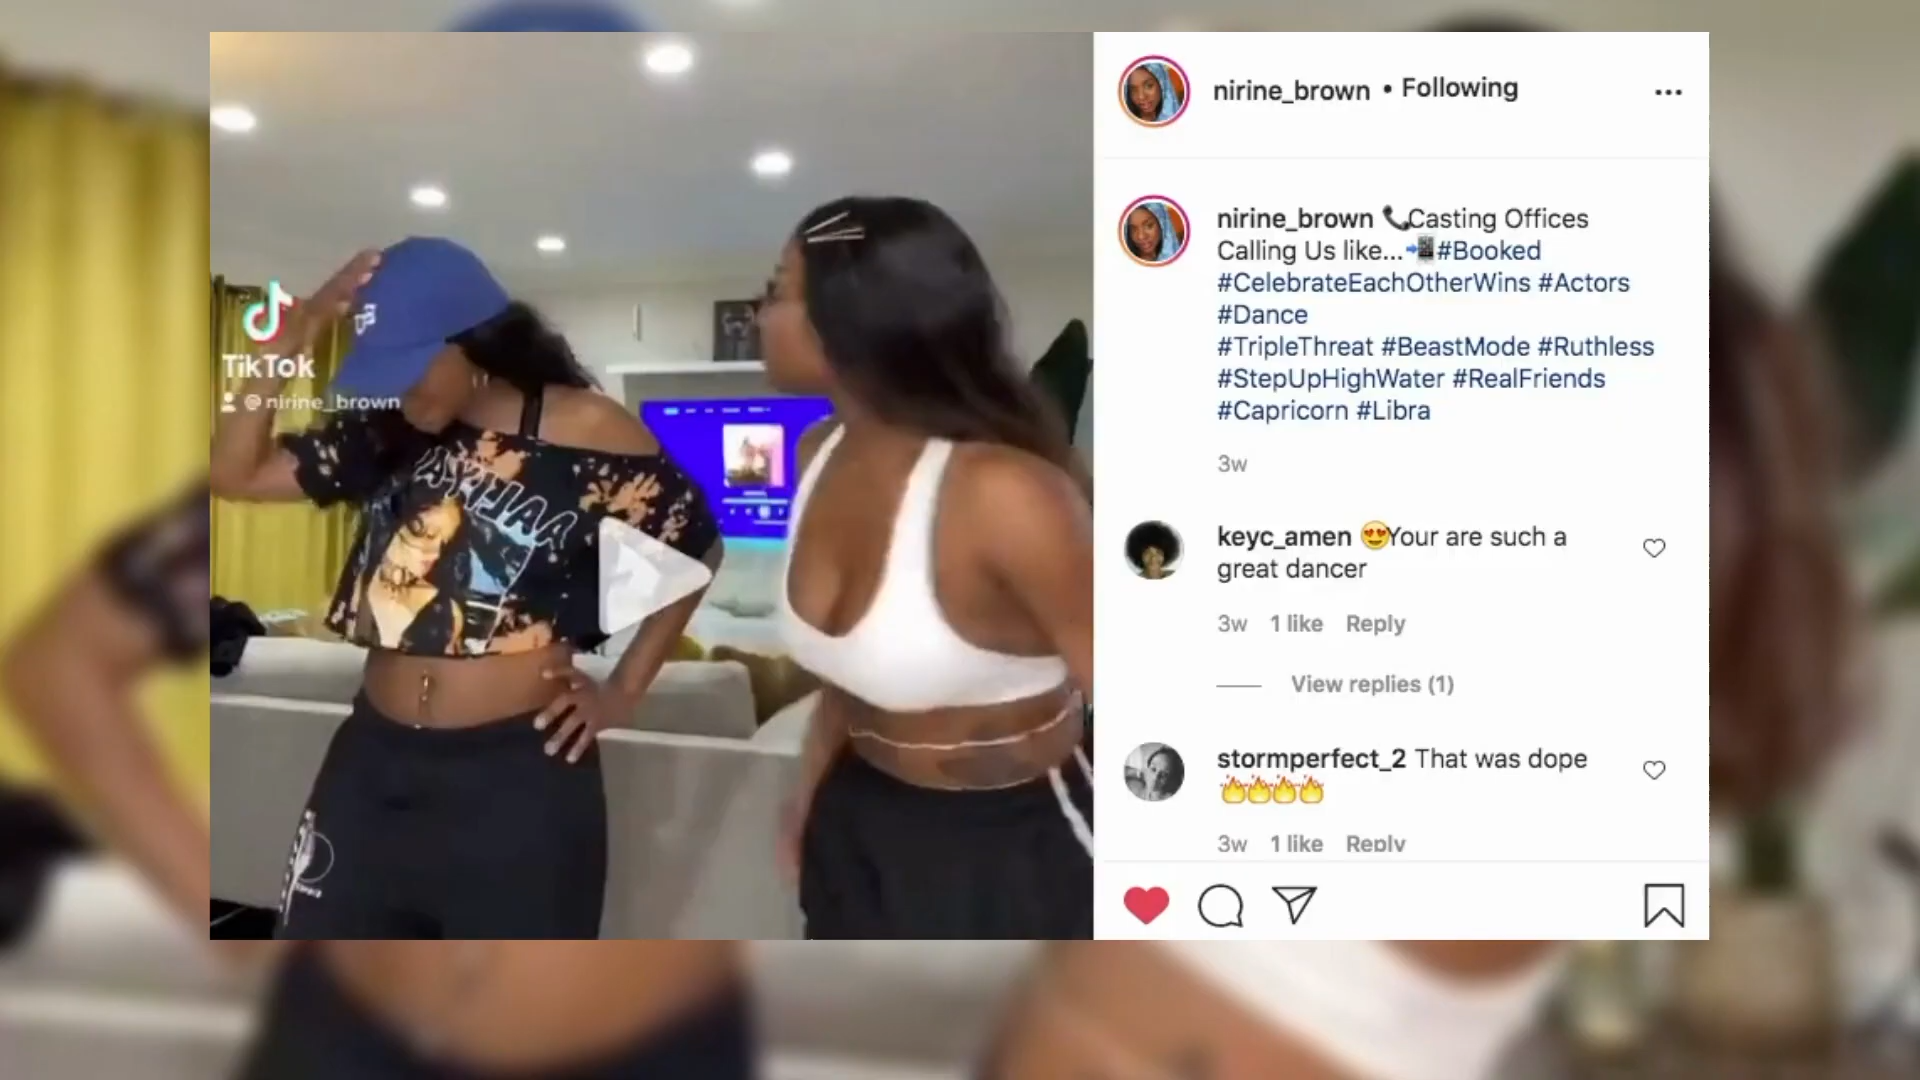 TikTok
@nirine_brown
nirine_brown • Following
nirine_brown 📞Casting Offices
Calling Us like...📲#Booked
#CelebrateEachOtherWins #Actors
#Dance
#TripleThreat #BeastMode #Ruthless
#StepUpHighWater #RealFriends
#Capricorn #Libra
3w
keyc_amen 😍Your are such a
great dancer
3w 1 like Reply
View replies (1)
stormperfect_2 That was dope
🔥🔥🔥🔥
3w 1 like Reply